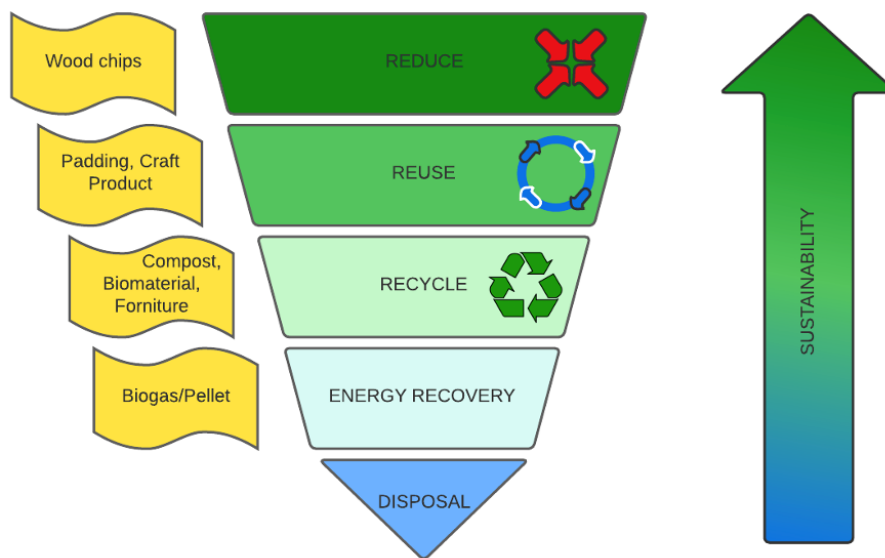 Wood chips
REDUCE
Padding, Craft
Product
REUSE
Compost,
Biomaterial,
Forniture
RECYCLE
Biogas/Pellet
ENERGY RECOVERY
DISPOSAL
SUSTAINABILITY